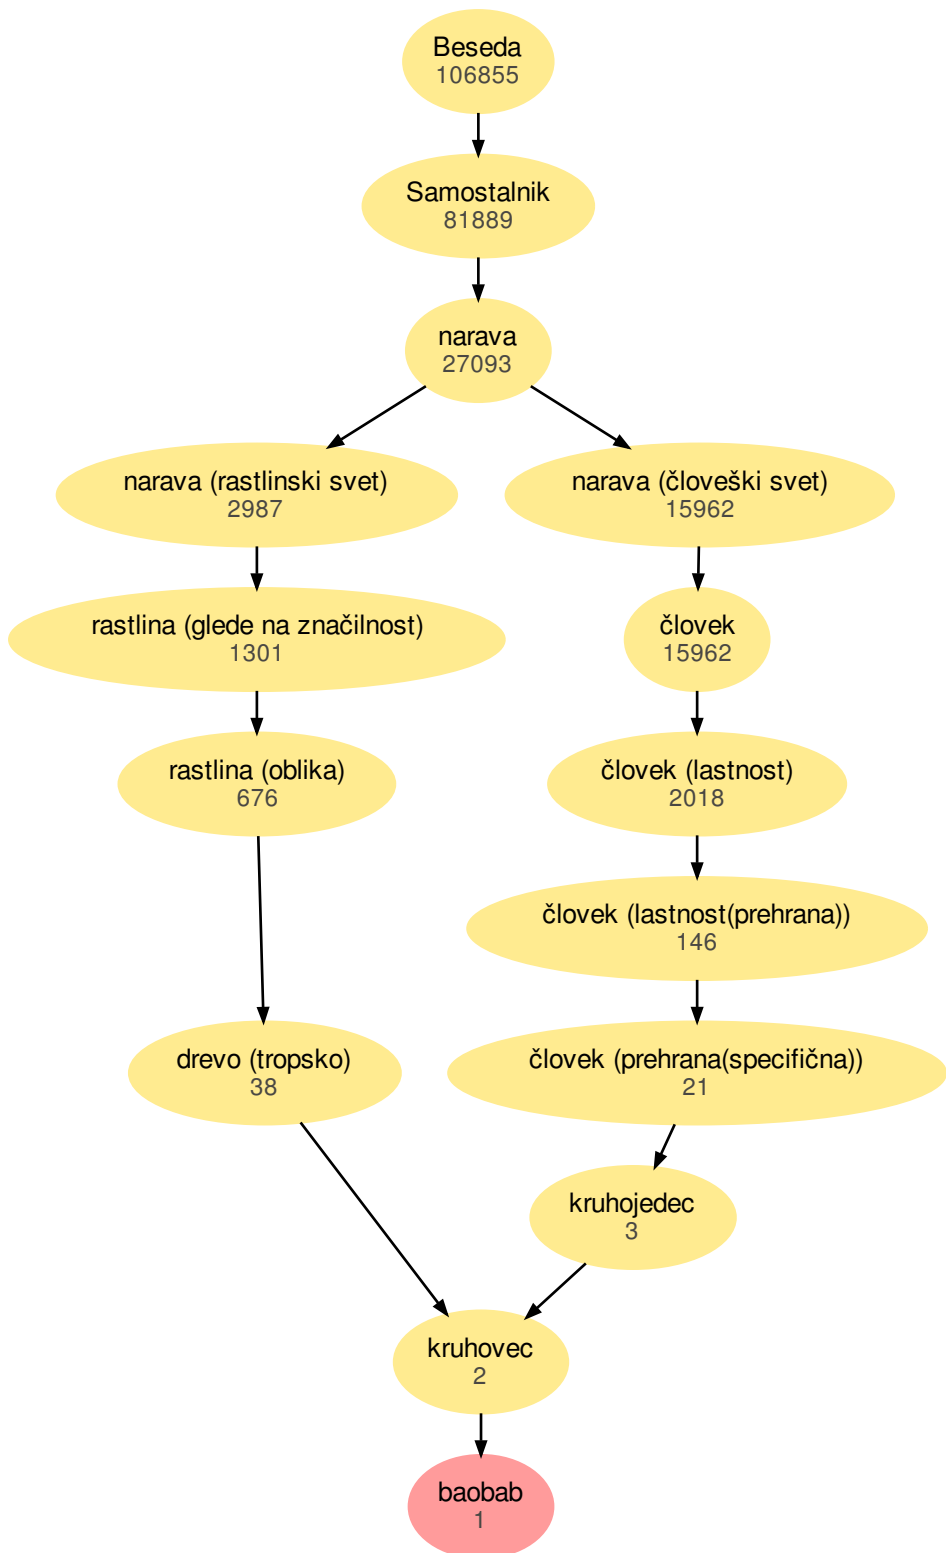 Beseda
106855
Samostalnik
81889
narava
27093
narava (rastlinski svet)
2987
narava (človeški svet)
15962
rastlina (glede na značilnost)
1301
človek
15962
rastlina (oblika)
676
človek (lastnost)
2018
človek (lastnost(prehrana))
146
drevo (tropsko)
38
človek (prehrana(specifična))
21
kruhojedec
3
kruhovec
2
baobab
1